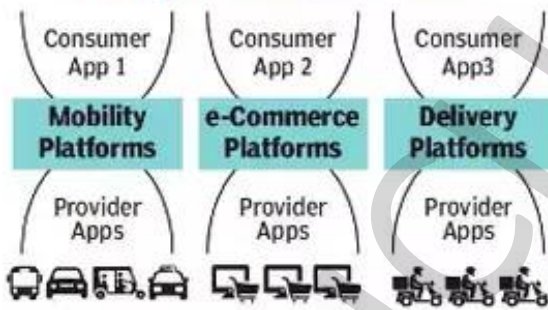 Consumer
App 1
Mobility
Platforms
Provider
Apps
Consumer
App 2
e-Commerce
Platforms
Provider
Apps
Consumer
App3
Delivery
Platforms
Provider
Apps